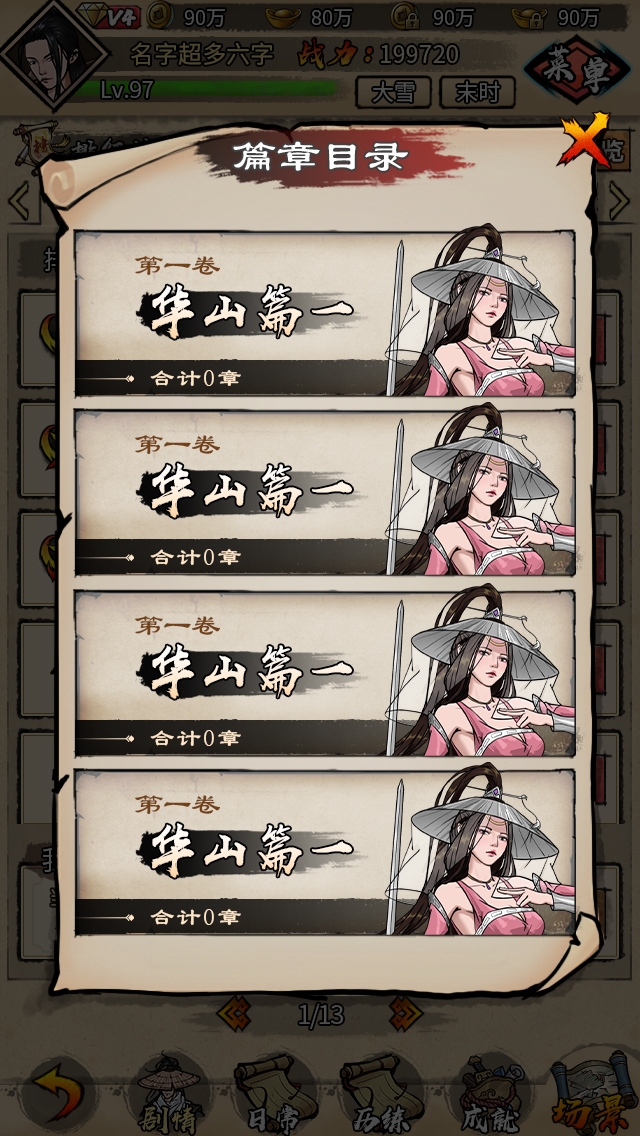 V4 90万 80万 90万 90万
名字超多六字 战力：199720
菜单
Lv.97 大雪 末时
览
篇章目录
第一卷
华山篇一
合计0章
第一卷
华山篇一
合计0章
第一卷
华山篇一
合计0章
第一卷
华山篇一
合计0章
1/13
剧情 日常 历练 成就 场景